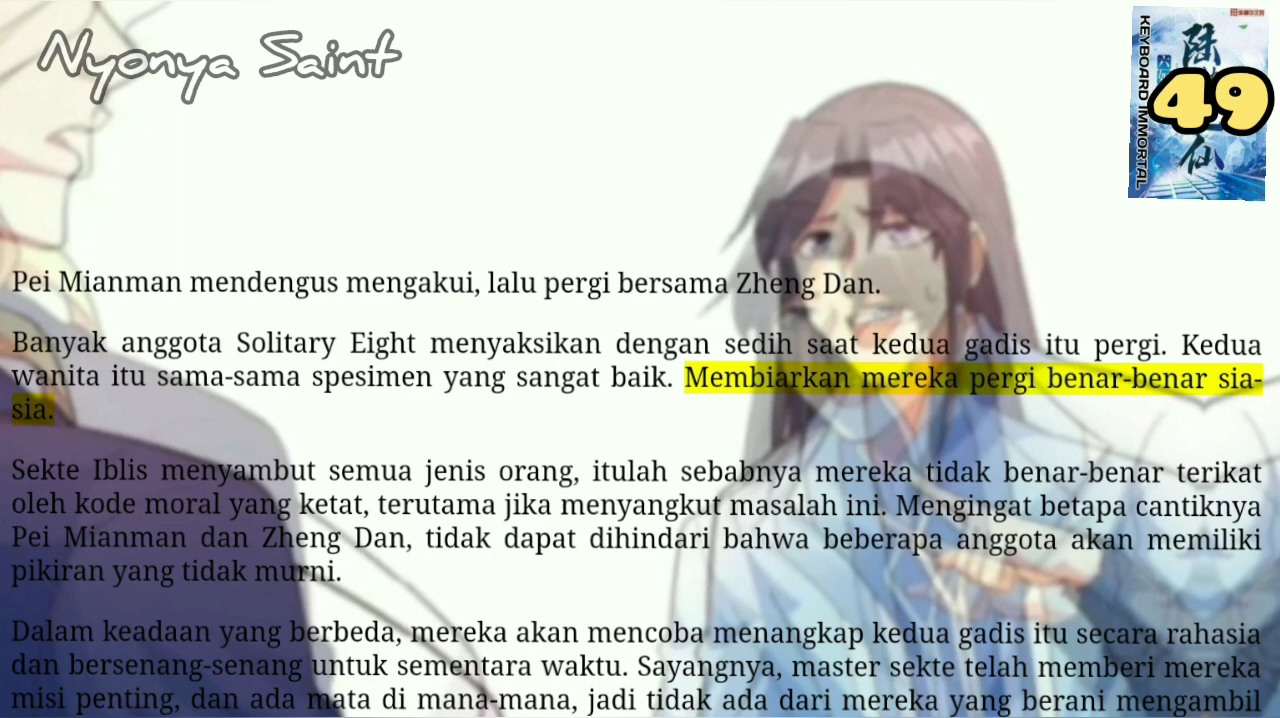 Nyonya Saint
KEYBOARD IMMORTAL
陆
仙
49
Pei Mianman mendengus mengakui, lalu pergi bersama Zheng Dan.
Banyak anggota Solitary Eight menyaksikan dengan sedih saat kedua gadis itu pergi. Kedua
wanita itu sama-sama spesimen yang sangat baik. Membiarkan mereka pergi benar-benar sia-
sia.
Sekte Iblis menyambut semua jenis orang, itulah sebabnya mereka tidak benar-benar terikat
oleh kode moral yang ketat, terutama jika menyangkut masalah ini. Mengingat betapa cantiknya
Pei Mianman dan Zheng Dan, tidak dapat dihindari bahwa beberapa anggota akan memiliki
pikiran yang tidak murni.
Dalam keadaan yang berbeda, mereka akan mencoba menangkap kedua gadis itu secara rahasia
dan bersenang-senang untuk sementara waktu. Sayangnya, master sekte telah memberi mereka
misi penting, dan ada mata di mana-mana, jadi tidak ada dari mereka yang berani mengambil